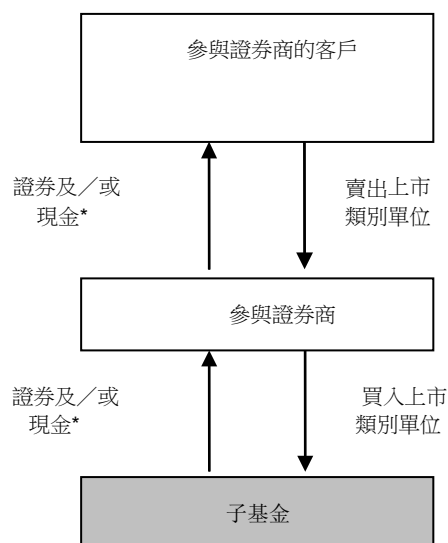 參與證券商的客戶
證券及／或
現金*
賣出上市
類別單位
參與證券商
證券及／或
現金*
買入上市
類別單位
子基金